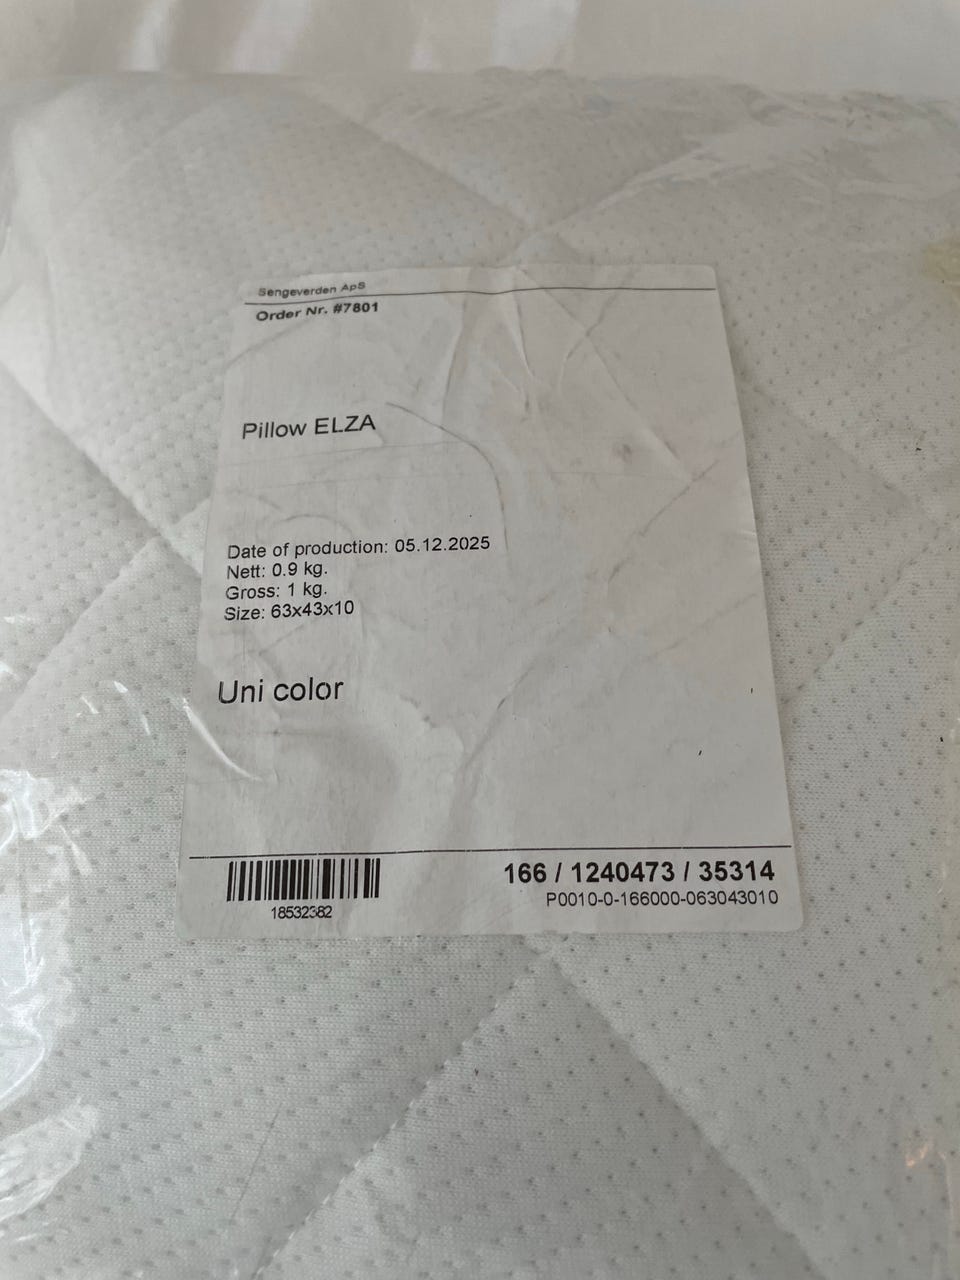 Sengeverden ApS
Order Nr. #7801
Pillow ELZA
Date of production: 05.12.2025
Nett: 0.9 kg.
Gross: 1 kg.
Size: 63x43x10
Uni color
166 / 1240473 / 35314
P0010-0-166000-063043010
18532382